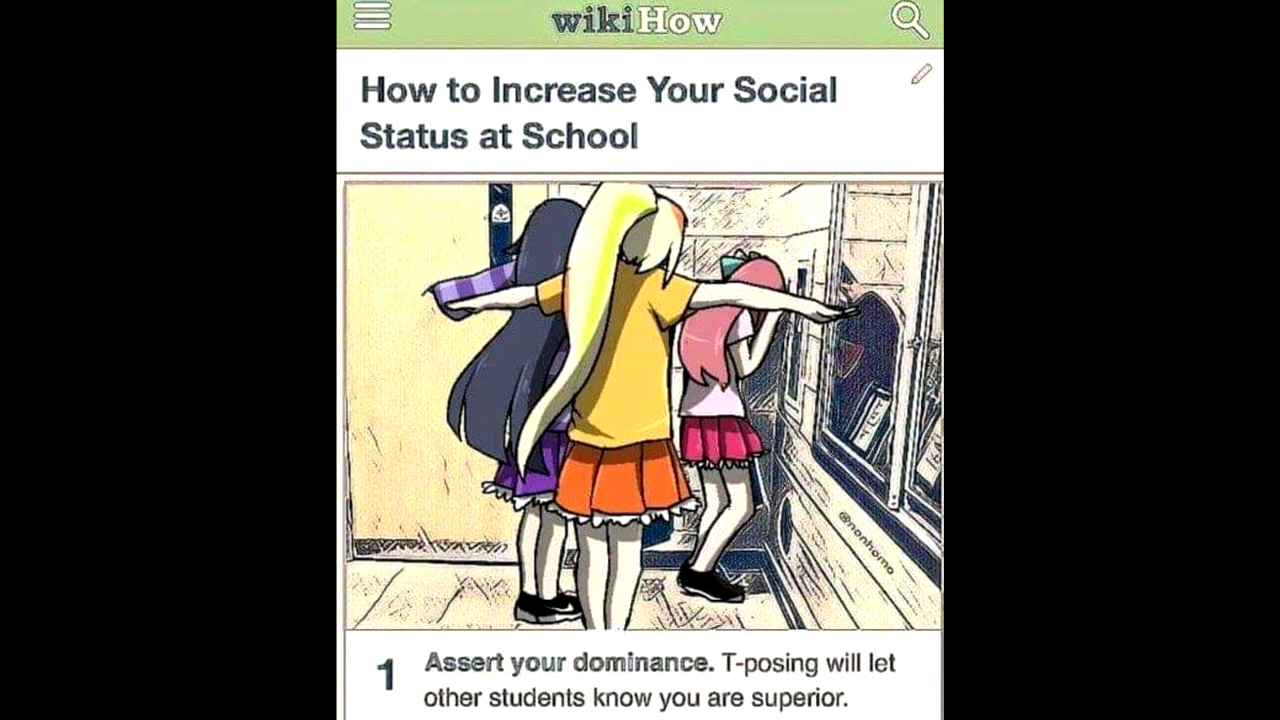 wikiHow
How to Increase Your Social
Status at School
@nonhomo
1 Assert your dominance. T-posing will let
other students know you are superior.